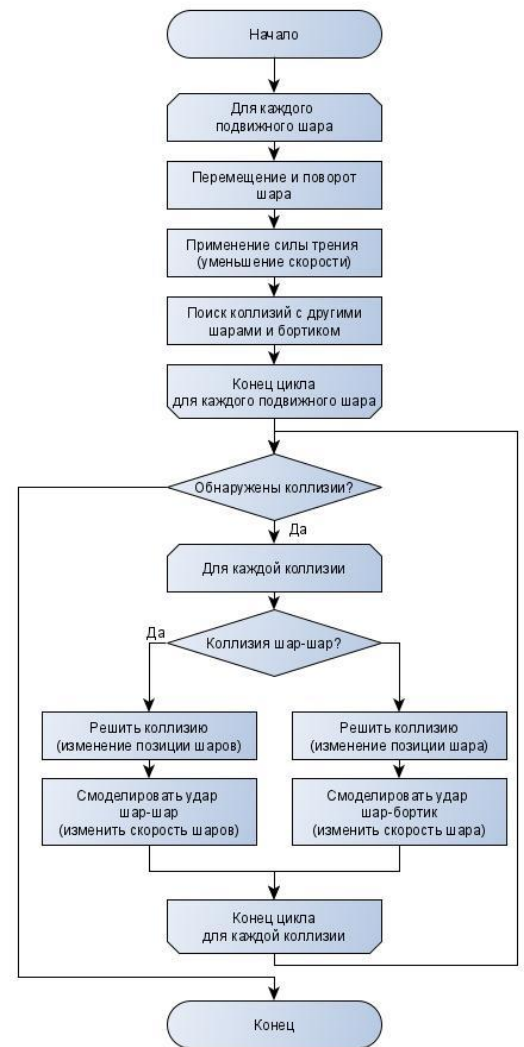 Начало
Для каждого
подвижного шара
Перемещение и поворот
шара
Применение силы трения
(уменьшение скорости)
Поиск коллизий с другими
шарами и бортиком
Конец цикла
для каждого подвижного шара
Обнаружены коллизии?
Да
Для каждой коллизии
Коллизия шар-шар?
Да
Решить коллизию
(изменение позиции шаров)
Решить коллизию
(изменение позиции шара)
Смоделировать удар
шар-шар
(изменить скорость шаров)
Смоделировать удар
шар-бортик
(изменить скорость шара)
Конец цикла
для каждой коллизии
Конец